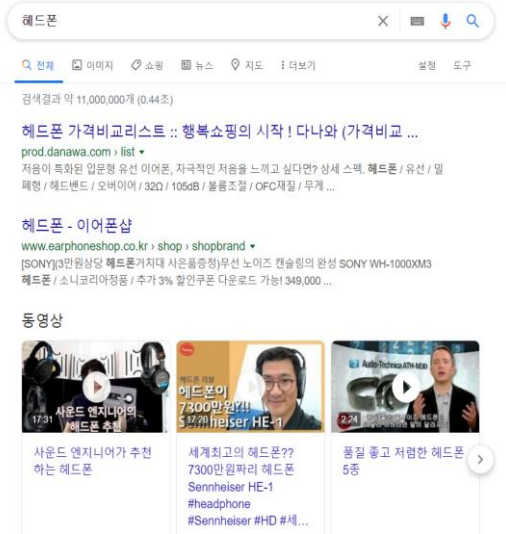 헤드폰
전체 이미지 쇼핑 뉴스 지도 더보기 설정 도구
검색결과 약 11,000,000개 (0.44초)
헤드폰 가격비교리스트 :: 행복쇼핑의 시작 ! 다나와 (가격비교 ...
prod.danawa.com › list
저음이 특화된 입문형 유선 이어폰, 자극적인 저음을 느끼고 싶다면? 상세 스펙. 헤드폰 / 유선 / 밀
폐형 / 헤드밴드 / 오버이어 / 32Ω / 105dB / 볼륨조절 / OFC재질 / 무게 ...
헤드폰 - 이어폰샵
www.earphoneshop.co.kr › shop › shopbrand
[SONY](3만원상당 헤드폰거치대 사은품증정)무선 노이즈 캔슬링의 완성 SONY WH-1000XM3
헤드폰 / 소니코리아정품 / 추가 3% 할인쿠폰 다운로드 가능! 349,000 ...
동영상
사운드 엔지니어의
헤드폰 추천
17:31
헤드폰 리뷰
헤드폰이
7300만원?!!
Sennheiser HE-1
17:20
Audio-Technica ATH-M30
2:24
사운드 엔지니어가 추천
하는 헤드폰
세계최고의 헤드폰??
7300만원짜리 헤드폰
Sennheiser HE-1
#headphone
#Sennheiser #HD #세...
품질 좋고 저렴한 헤드폰
5종